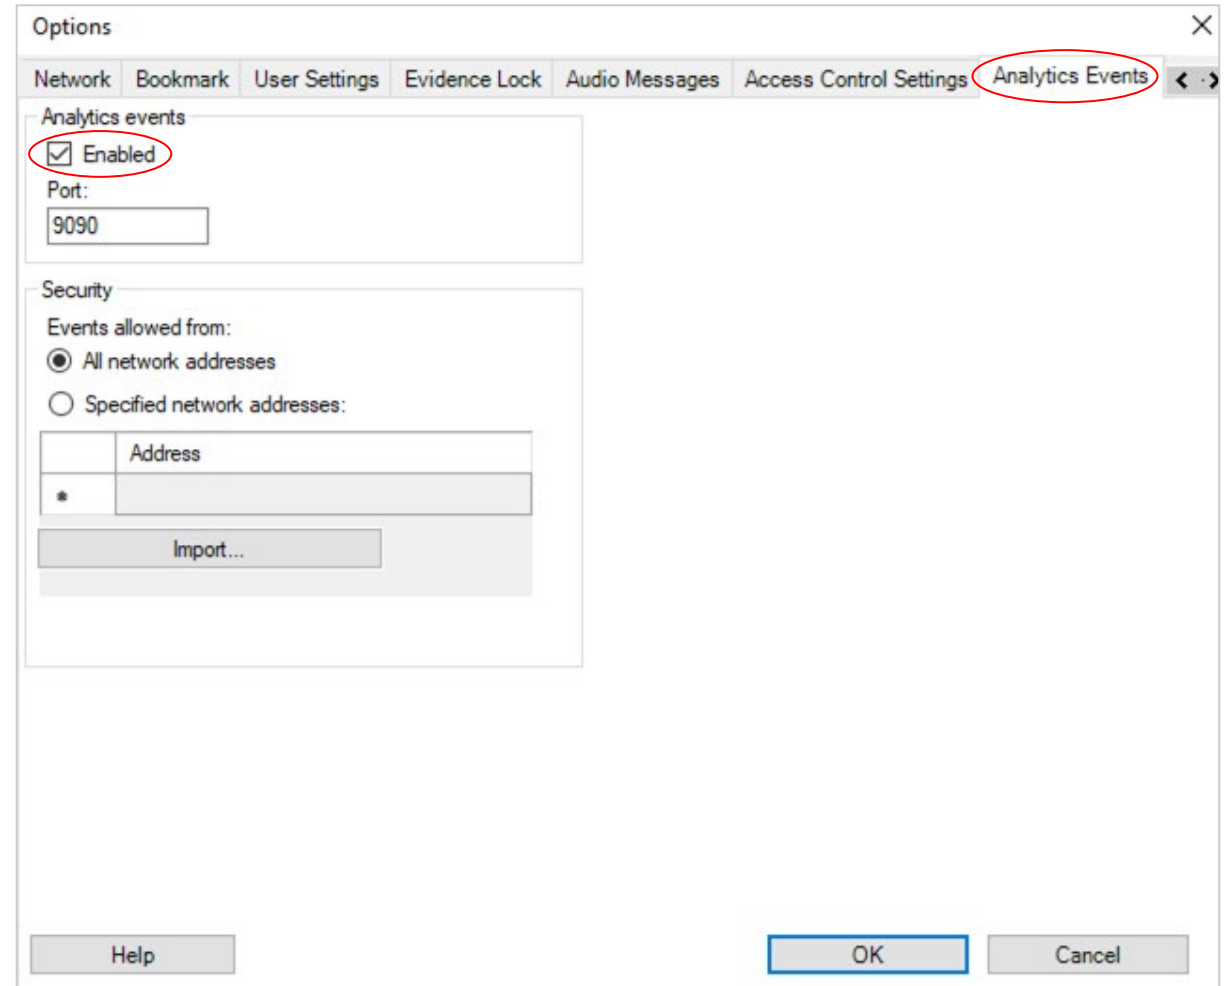 Options
Network Bookmark User Settings Evidence Lock Audio Messages Access Control Settings Analytics Events
Analytics events
Enabled
Port:
9090
Security
Events allowed from:
All network addresses
Specified network addresses:
Address
*
Import...
Help OK Cancel